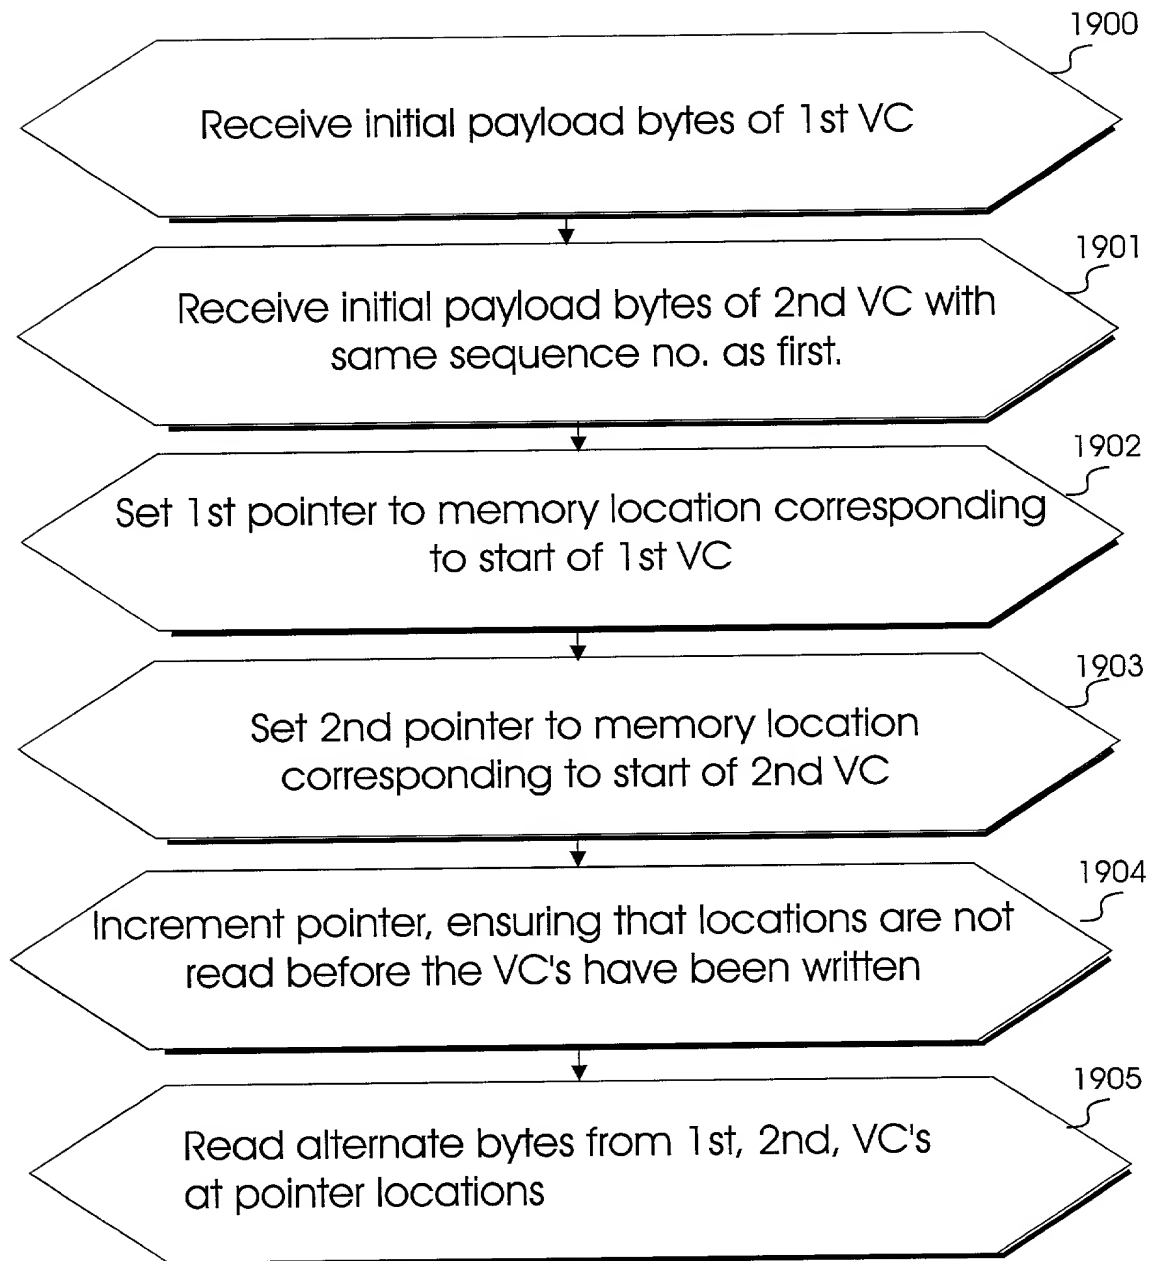 1900
Receive initial payload bytes of 1st VC
1901
Receive initial payload bytes of 2nd VC with
same sequence no. as first.
1902
Set 1st pointer to memory location corresponding
to start of 1st VC
1903
Set 2nd pointer to memory location
corresponding to start of 2nd VC
1904
Increment pointer, ensuring that locations are not
read before the VC's have been written
1905
Read alternate bytes from 1st, 2nd, VC's
at pointer locations